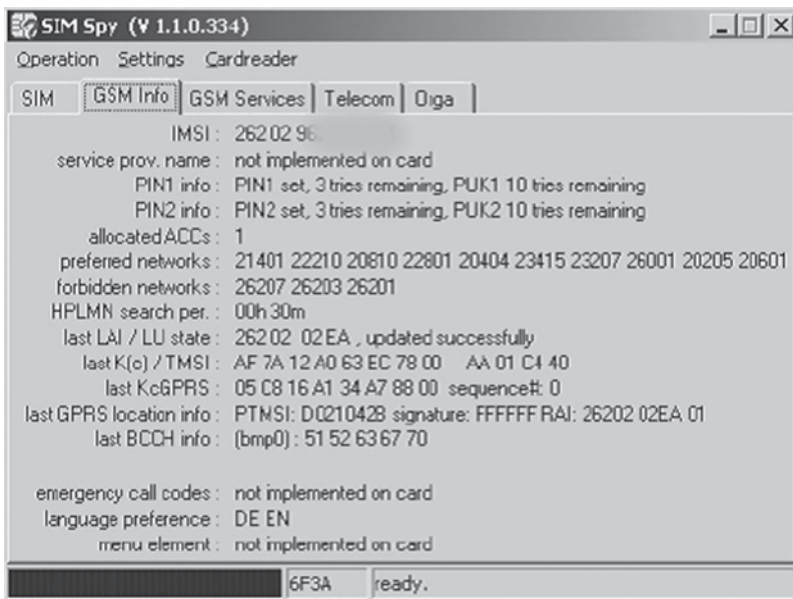 SIM Spy (V 1.1.0.334)
Operation Settings Cardreader
SIM GSM Info GSM Services Telecom Orga
IMSI : 262 02 96
service prov. name : not implemented on card
PIN1 info : PIN1 set, 3 tries remaining, PUK1 10 tries remaining
PIN2 info : PIN2 set, 3 tries remaining, PUK2 10 tries remaining
allocated ACCs : 1
preferred networks : 21401 22210 20810 22801 20404 23415 23207 26001 20205 20601
forbidden networks : 26207 26203 26201
HPLMN search per. : 00h 30m
last LAI / LU state : 262 02 02EA , updated successfully
last K(c) / TMSI : AF 7A 12 A0 63 EC 78 00 AA 01 C4 40
last KcGPRS : 05 C8 16 A1 34 A7 88 00 sequence#: 0
last GPRS location info : PTMSI: D021042B signature: FFFFFF RAI: 26202 02EA 01
last BCCH info : (bmp0) : 51 52 63 67 70
emergency call codes : not implemented on card
language preference : DE EN
menu element : not implemented on card
6F3A ready.